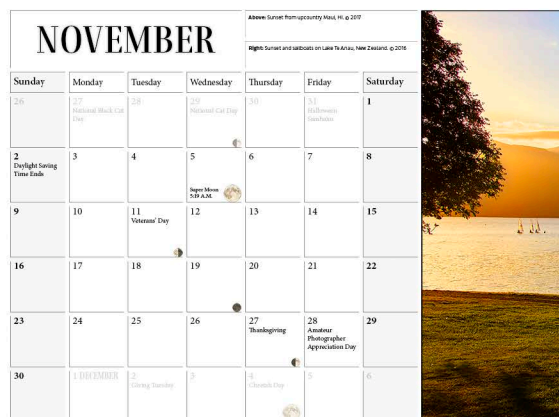 NOVEMBER
Above: Sunset from upcountry Maui, HI. © 2017
Right: Sunset and sailboats on Lake Te Anau, New Zealand. © 2016
Sunday Monday Tuesday Wednesday Thursday Friday Saturday
26 27 28 29 30 31 1
National Black Cat National Cat Day Halloween
Day Samhain
2 3 4 5 6 7 8
Daylight Saving
Time Ends
Super Moon
5:19 A.M.
9 10 11 12 13 14 15
Veterans' Day
16 17 18 19 20 21 22
23 24 25 26 27 28 29
Thanksgiving Amateur
Photographer
Appreciation Day
30 1 DECEMBER 2 3 4 5 6
Giving Tuesday